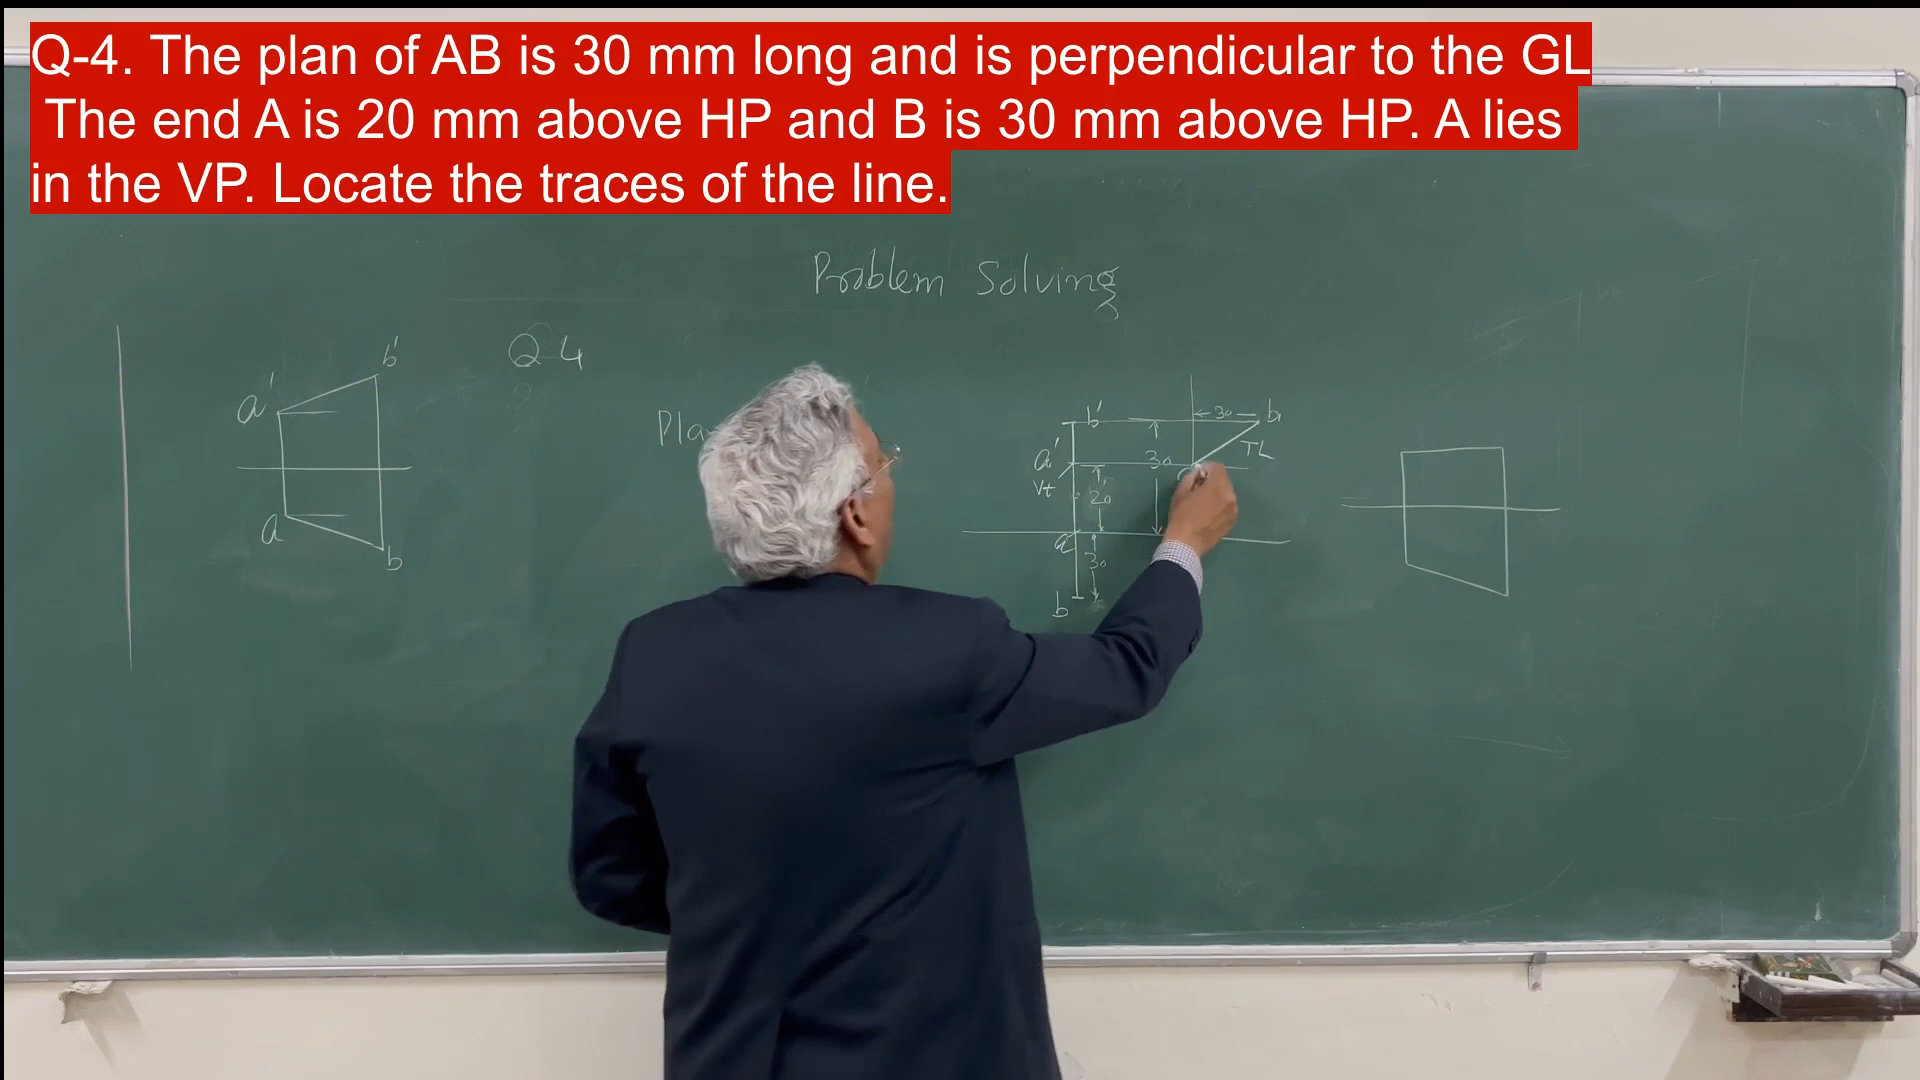 Q-4. The plan of AB is 30 mm long and is perpendicular to the GL
The end A is 20 mm above HP and B is 30 mm above HP. A lies
in the VP. Locate the traces of the line.
Problem Solving
Q 4
a'
b'
a
b
Pla
b'
30
b₁
a'
30
TL
Vt
20
a
30
b